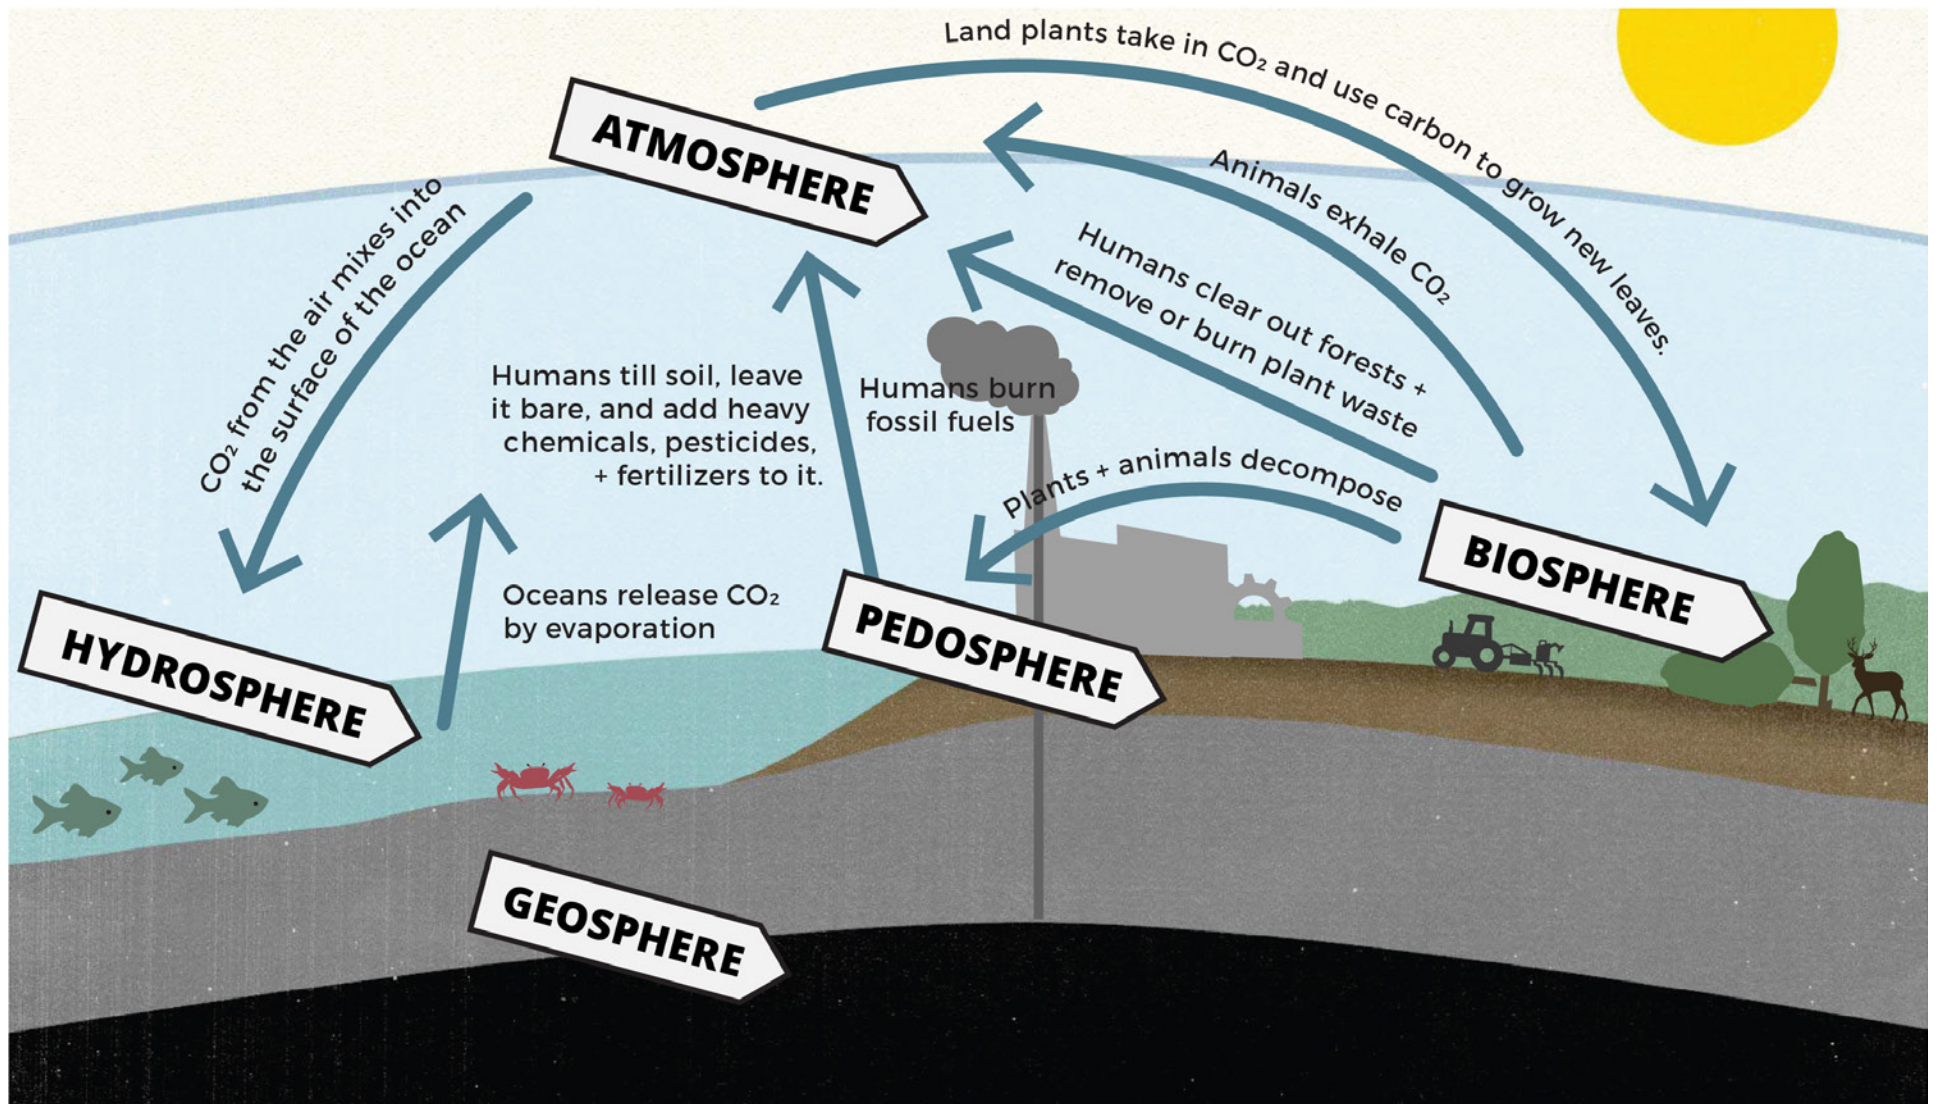 Land plants take in CO₂ and use carbon to grow new leaves.
ATMOSPHERE
Animals exhale CO₂
CO₂ from the air mixes into
the surface of the ocean
Humans clear out forests +
remove or burn plant waste
Humans till soil, leave
it bare, and add heavy
chemicals, pesticides,
+ fertilizers to it.
Humans burn
fossil fuels
Plants + animals decompose
BIOSPHERE
Oceans release CO₂
by evaporation
HYDROSPHERE
PEDOSPHERE
GEOSPHERE